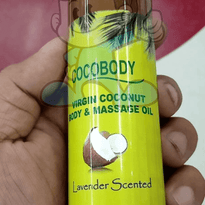 COCOBODY
ViRGiN COCONUT
BODY & MASSAGE OIL
Lavender Scented